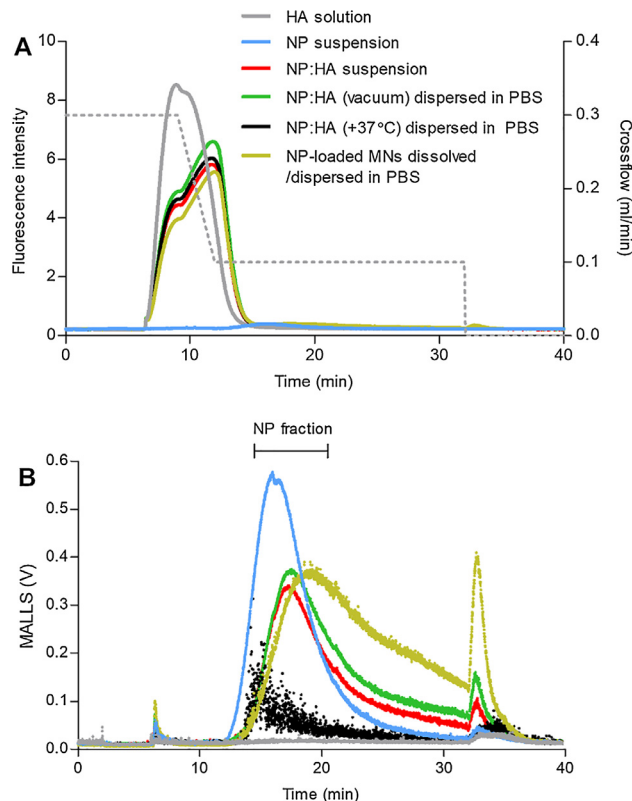 HA solution
NP suspension
NP:HA suspension
NP:HA (vacuum) dispersed in PBS
NP:HA (+37°C) dispersed in PBS
NP-loaded MNs dissolved
/dispersed in PBS
A
10
8
6
4
2
0
Fluorescence intensity
0.4
0.3
0.2
0.1
0.0
Crossflow (ml/min)
0
10
20
30
40
Time (min)
NP fraction
B
0.6
0.5
0.4
0.3
0.2
0.1
0.0
MALLS (V)
0
10
20
30
40
Time (min)